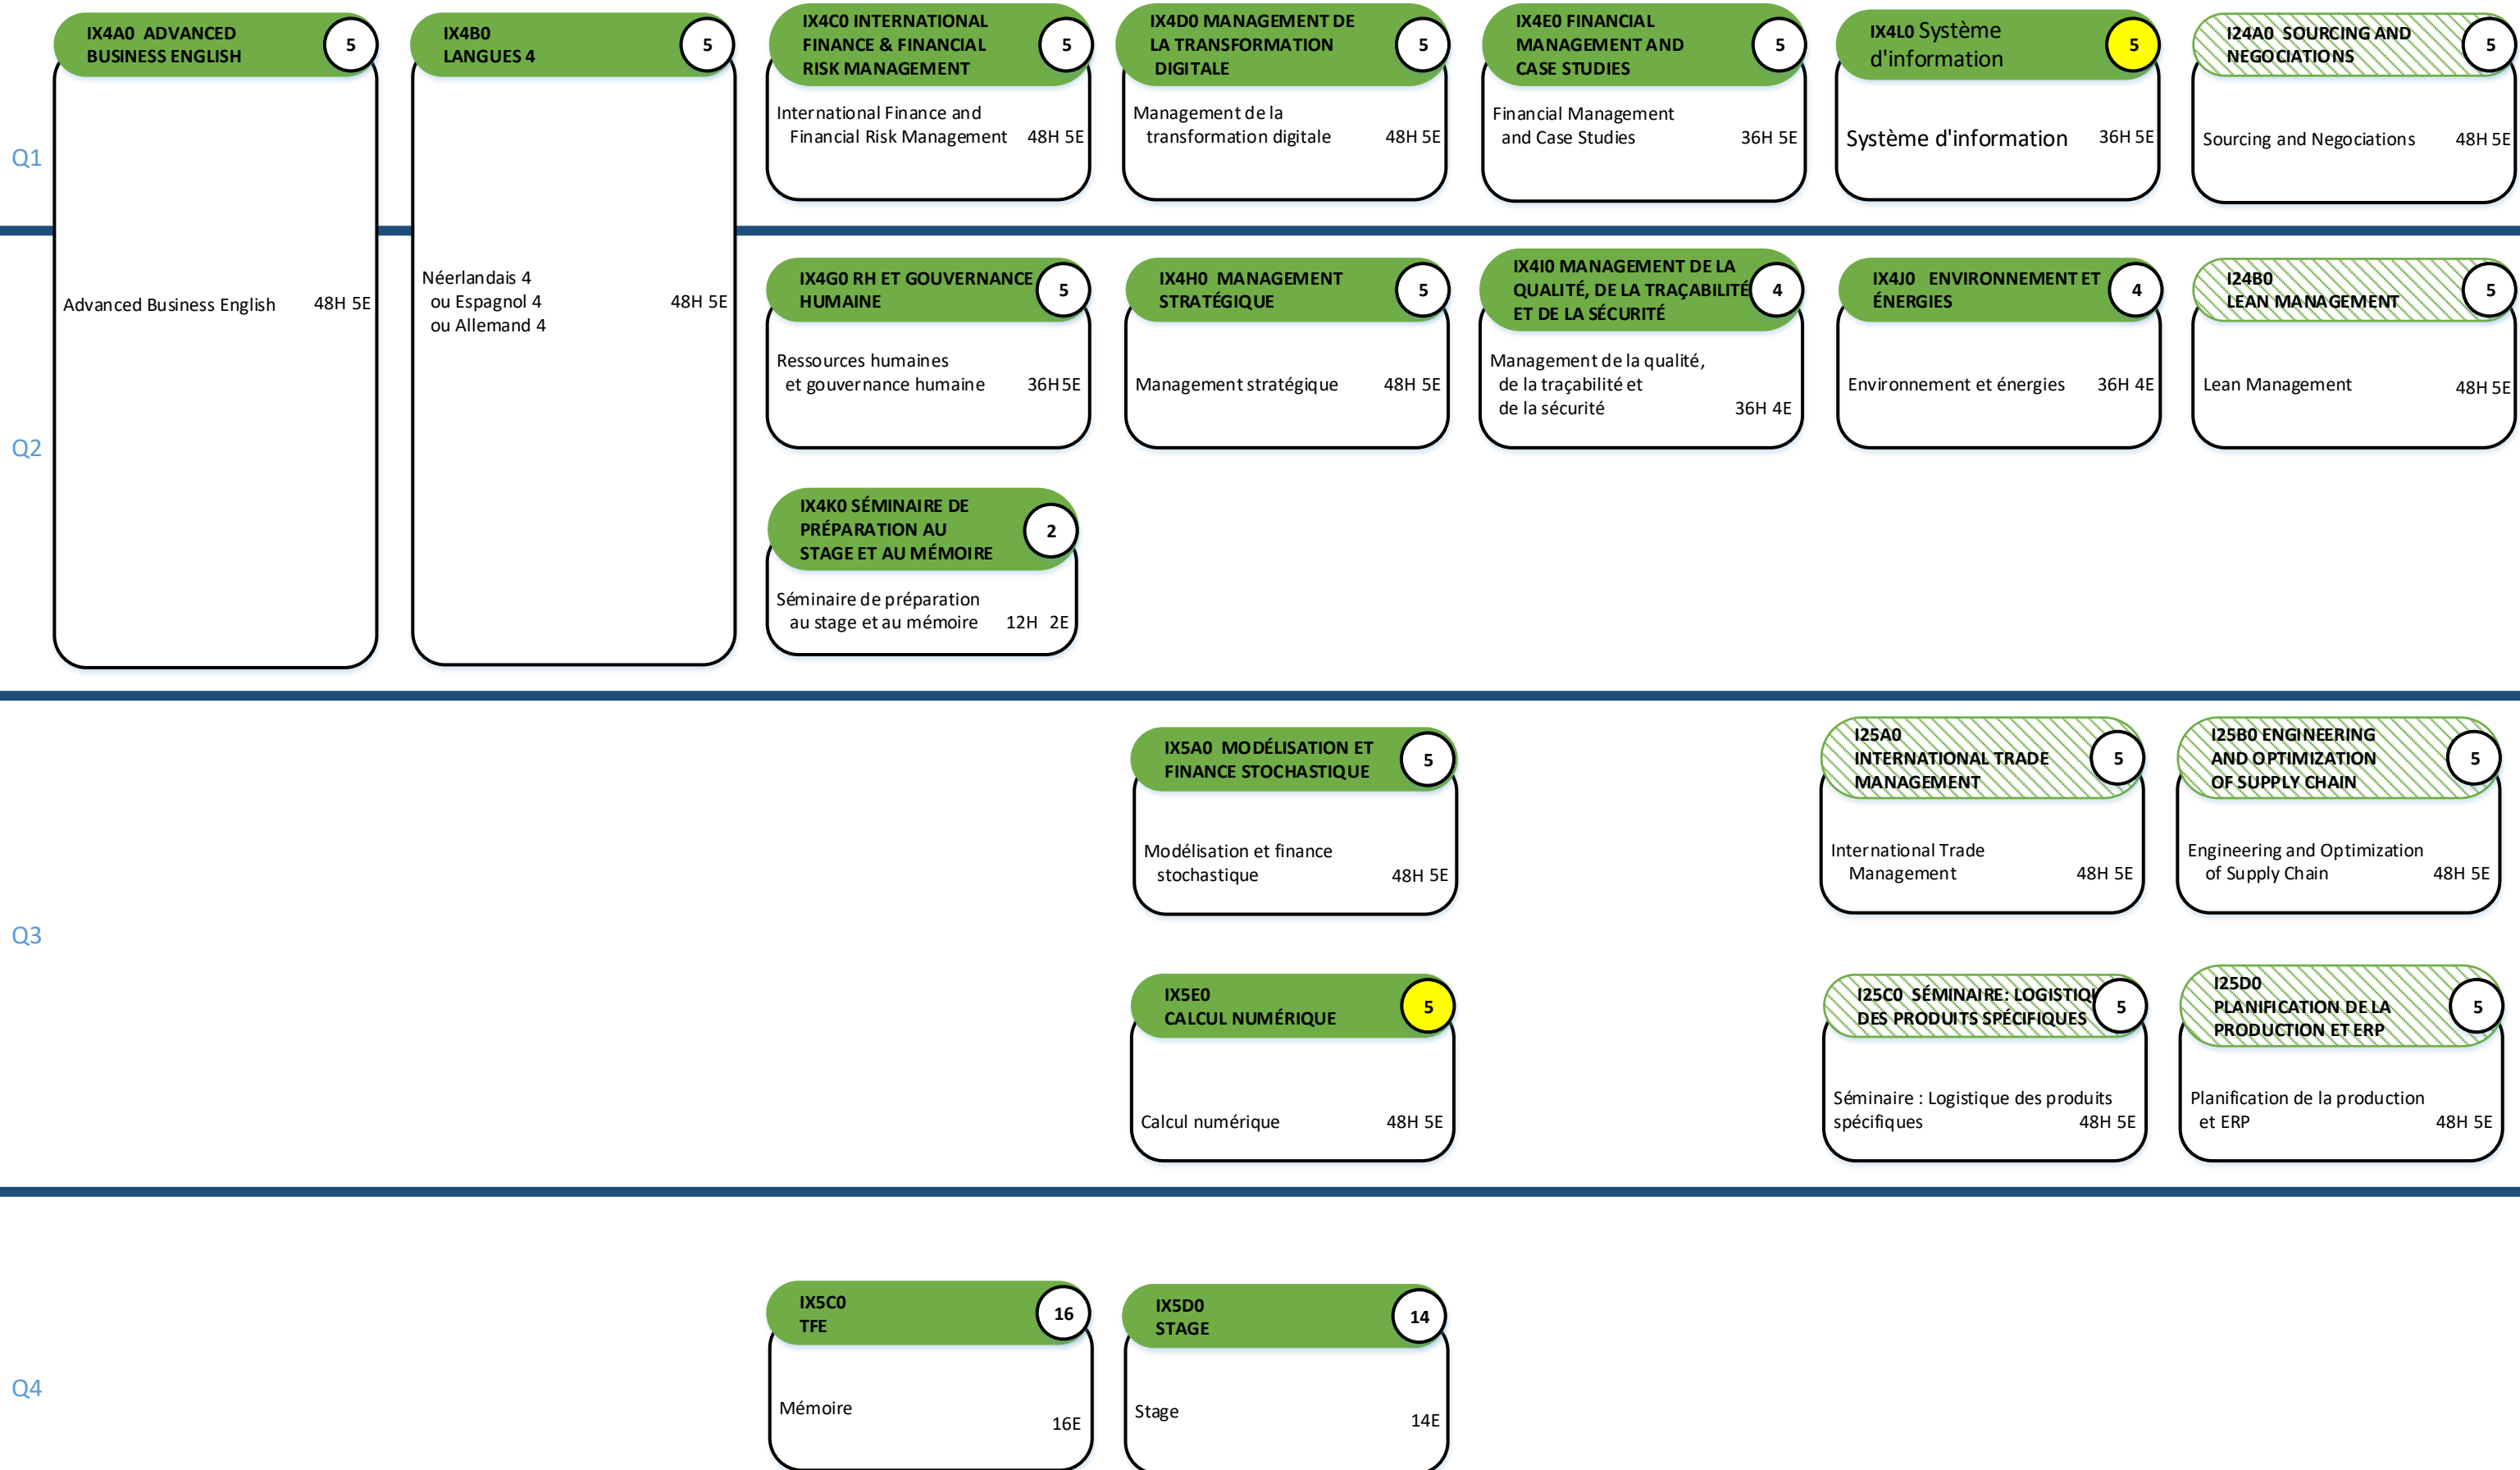 IX4A0  ADVANCED
BUSINESS ENGLISH
5
IX4B0
LANGUES 4
5
IX4C0 INTERNATIONAL
FINANCE & FINANCIAL
RISK MANAGEMENT
5
IX4D0 MANAGEMENT DE
LA TRANSFORMATION
DIGITALE
5
IX4E0 FINANCIAL
MANAGEMENT AND
CASE STUDIES
5
IX4L0 Système
d'information
5
I24A0  SOURCING AND
NEGOCIATIONS
5
Q1
International Finance and
Financial Risk Management 48H 5E
Management de la
transformation digitale 48H 5E
Financial Management
and Case Studies 36H 5E
Système d'information 36H 5E
Sourcing and Negociations 48H 5E
Advanced Business English 48H 5E
Néerlandais 4
ou Espagnol 4 48H 5E
ou Allemand 4
Q2
IX4G0 RH ET GOUVERNANCE
HUMAINE
5
IX4H0  MANAGEMENT
STRATÉGIQUE
5
IX4I0 MANAGEMENT DE LA
QUALITÉ, DE LA TRAÇABILITÉ
ET DE LA SÉCURITÉ
4
IX4J0   ENVIRONNEMENT ET
ÉNERGIES
4
I24B0
LEAN MANAGEMENT
5
Ressources humaines
et gouvernance humaine 36H 5E
Management stratégique 48H 5E
Management de la qualité,
de la traçabilité et
de la sécurité 36H 4E
Environnement et énergies 36H 4E
Lean Management 48H 5E
IX4K0 SÉMINAIRE DE
PRÉPARATION AU
STAGE ET AU MÉMOIRE
2
Séminaire de préparation
au stage et au mémoire 12H  2E
Q3
IX5A0  MODÉLISATION ET
FINANCE STOCHASTIQUE
5
I25A0
INTERNATIONAL TRADE
MANAGEMENT
5
I25B0 ENGINEERING
AND OPTIMIZATION
OF SUPPLY CHAIN
5
Modélisation et finance
stochastique 48H 5E
International Trade
Management 48H 5E
Engineering and Optimization
of Supply Chain 48H 5E
IX5E0
CALCUL NUMÉRIQUE
5
I25C0  SÉMINAIRE: LOGISTIQU
DES PRODUITS SPÉCIFIQUES
5
I25D0
PLANIFICATION DE LA
PRODUCTION ET ERP
5
Calcul numérique 48H 5E
Séminaire : Logistique des produits
spécifiques 48H 5E
Planification de la production
et ERP 48H 5E
Q4
IX5C0
TFE
16
IX5D0
STAGE
14
Mémoire
16E
Stage
14E